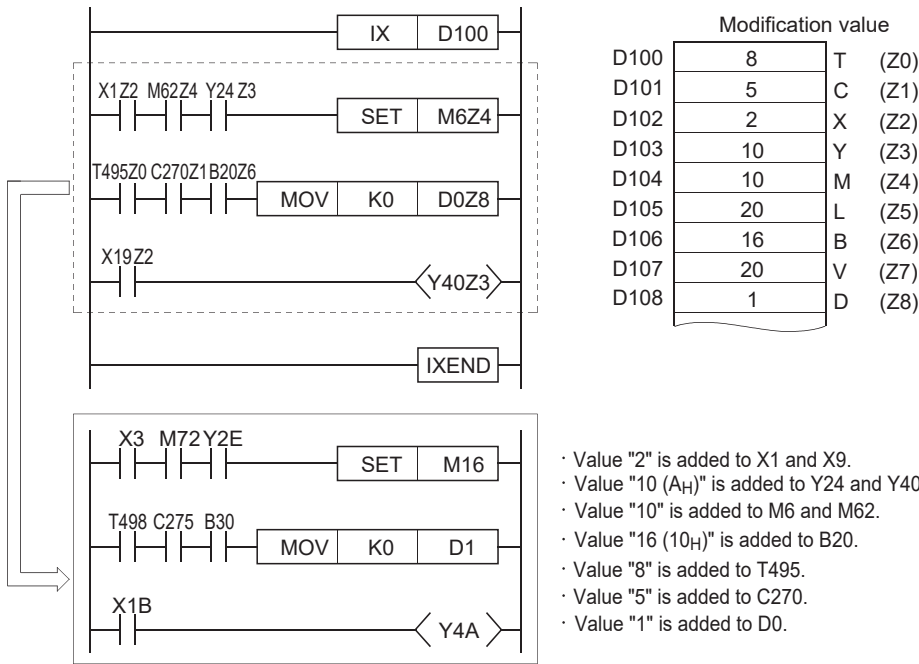 IX D100
X1Z2 M62Z4 Y24 Z3
SET M6Z4
T495Z0 C270Z1 B20Z6
MOV K0 D0Z8
X19Z2
Y40Z3
IXEND
Modification value
D100 8 T (Z0)
D101 5 C (Z1)
D102 2 X (Z2)
D103 10 Y (Z3)
D104 10 M (Z4)
D105 20 L (Z5)
D106 16 B (Z6)
D107 20 V (Z7)
D108 1 D (Z8)
X3 M72 Y2E
SET M16
T498 C275 B30
MOV K0 D1
X1B
Y4A
· Value "2" is added to X1 and X9.
· Value "10 (AH)" is added to Y24 and Y40
· Value "10" is added to M6 and M62.
· Value "16 (10H)" is added to B20.
· Value "8" is added to T495.
· Value "5" is added to C270.
· Value "1" is added to D0.